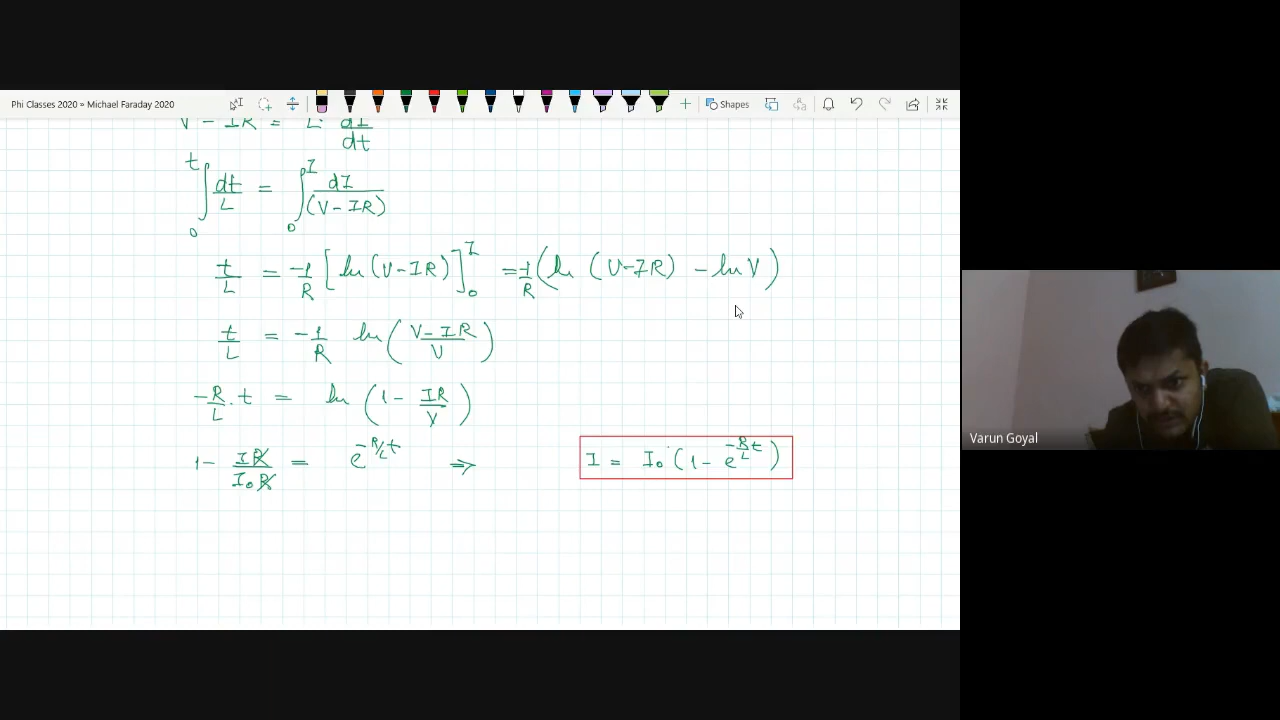 Phi Classes 2020 » Michael Faraday 2020
Shapes
V - IR = L. dI/dt
∫₀ᵗ dt/L = ∫₀ᴵ dI/(V - IR)
t/L = -1/R [ln(V - IR)]₀ᴵ = -1/R (ln (V - IR) - ln V)
t/L = -1/R ln((V - IR)/V)
-R/L . t = ln (1 - IR/V)
1 - IR/I₀R = e^(-R/L t) ⇒ I = I₀ (1 - e^(-R/L t))
Varun Goyal